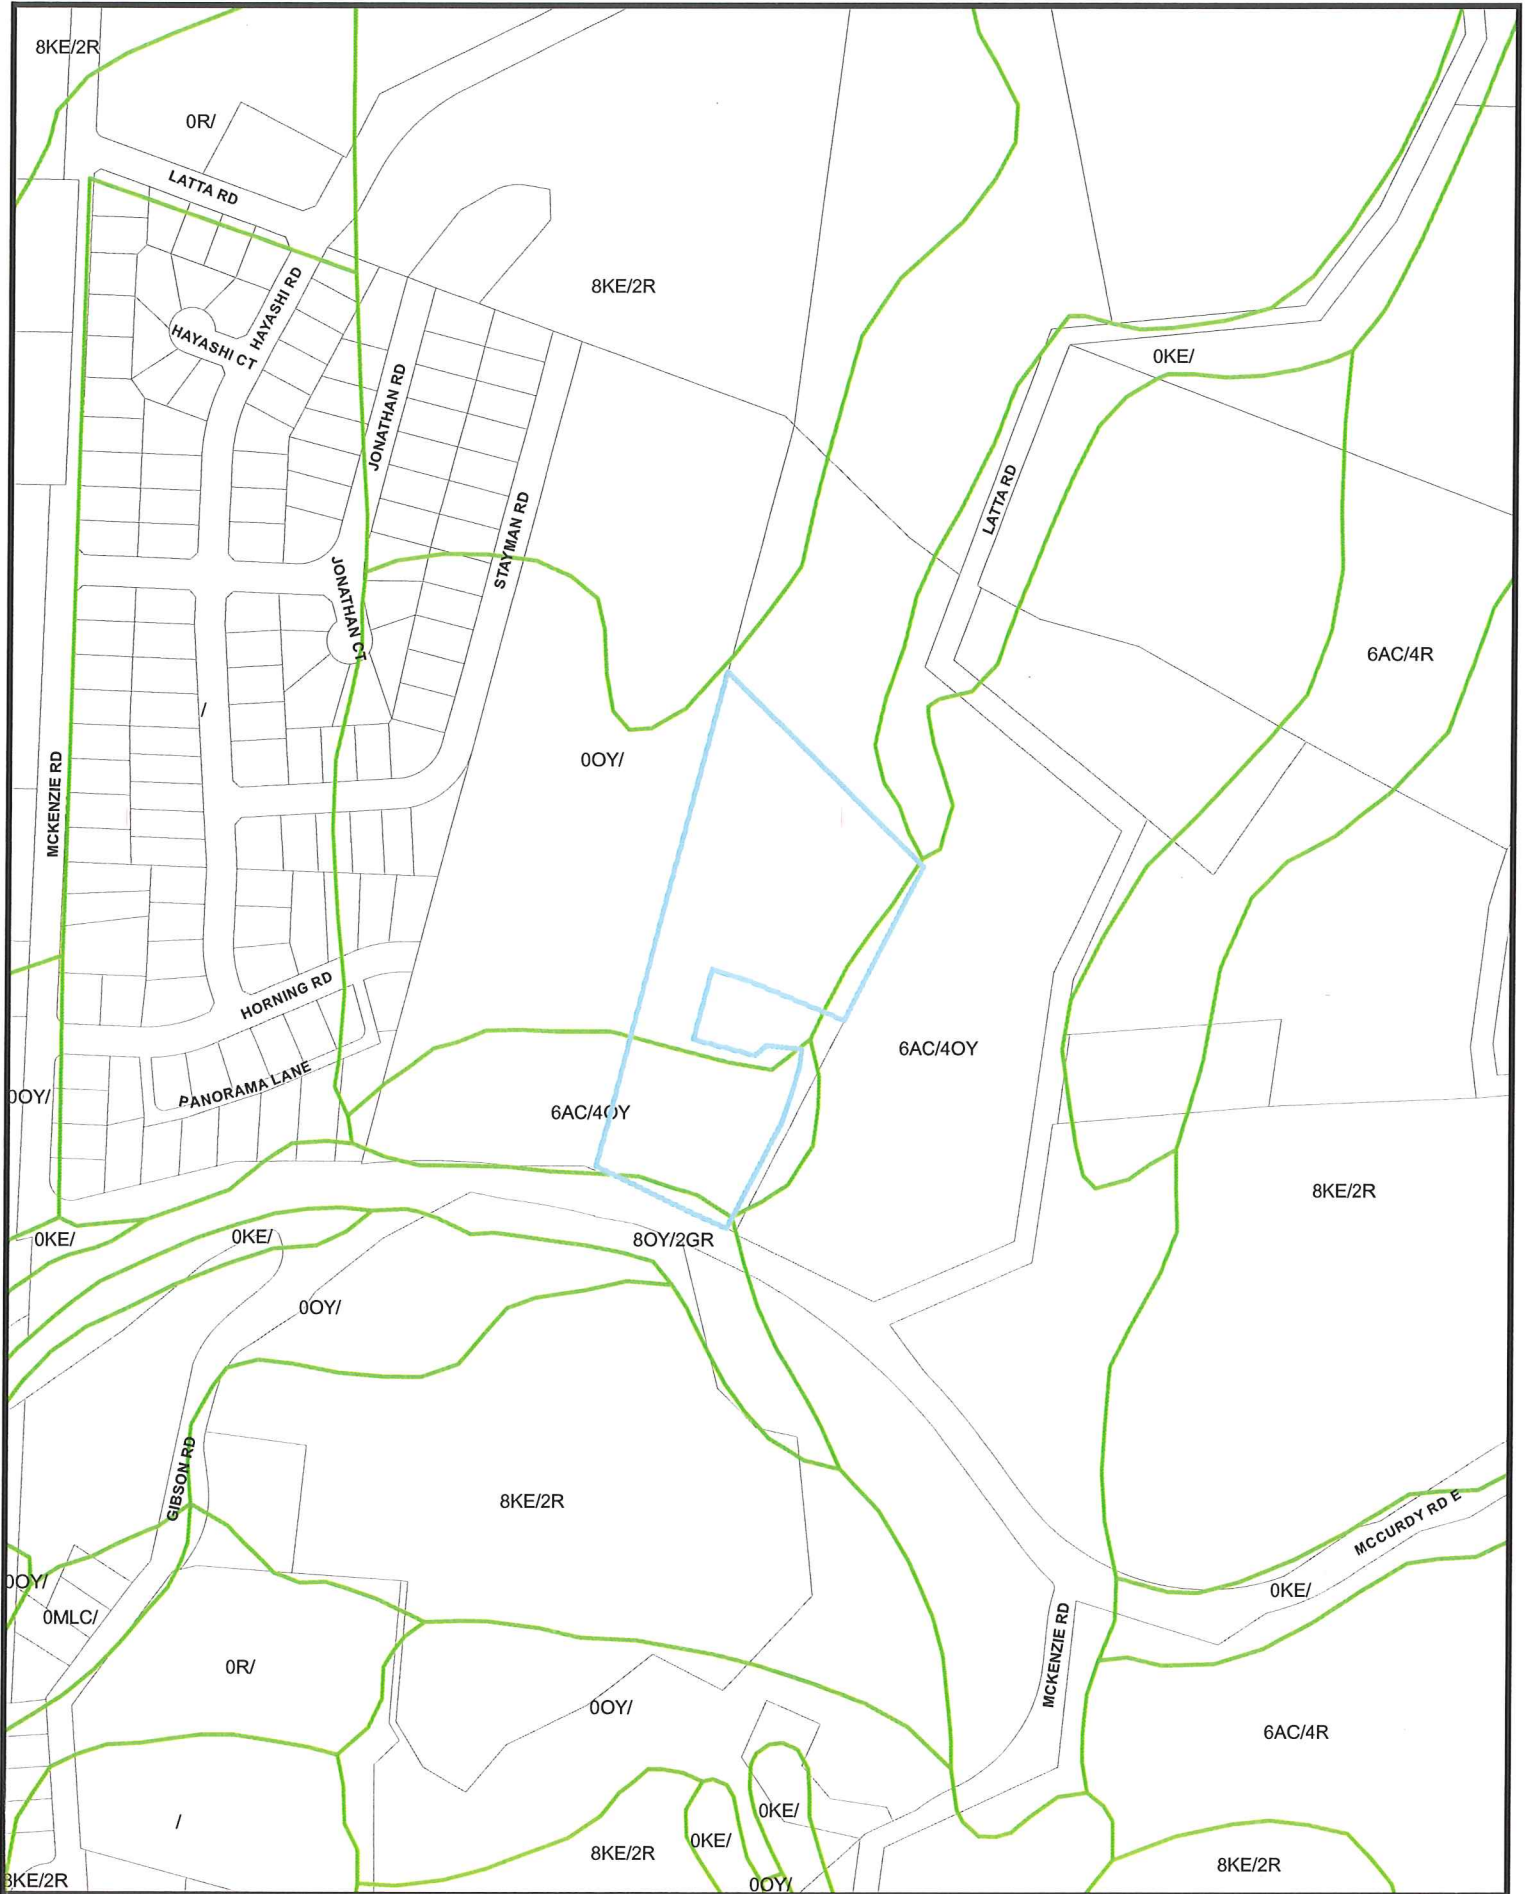 8KE/2R
0R/
LATTA RD
8KE/2R
HAYASHI RD
HAYASHI CT
0KE/
JONATHAN RD
LATTA RD
STAYMAN RD
JONATHAN CT
6AC/4R
/
0OY/
MCKENZIE RD
HORNING RD
6AC/4OY
PANORAMA LANE
0OY/
6AC/4OY
8KE/2R
0KE/
0KE/
8OY/2GR
0OY/
GIBSON RD
8KE/2R
MCCURDY RD E
0OY/
0KE/
0MLC/
MCKENZIE RD
0R/
0OY/
6AC/4R
0KE/
/
0KE/
8KE/2R
8KE/2R
8KE/2R
0OY/